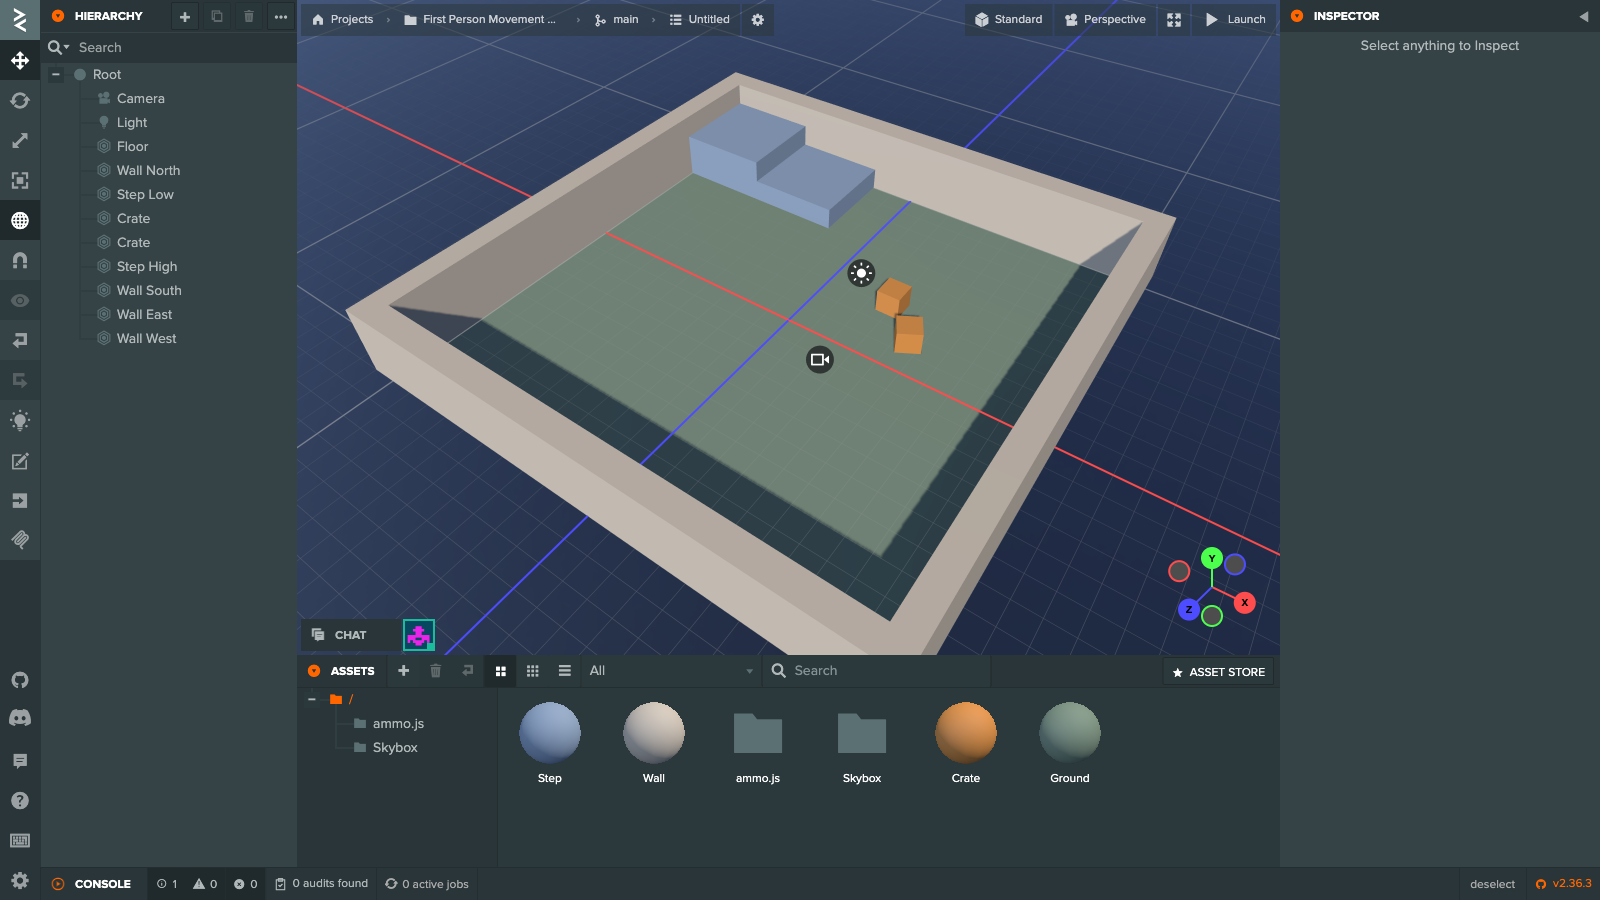 HIERARCHY
Search
Root
Camera
Light
Floor
Wall North
Step Low
Crate
Crate
Step High
Wall South
Wall East
Wall West
Projects
First Person Movement ...
main
Untitled
Standard
Perspective
Launch
INSPECTOR
Select anything to Inspect
Y
X
Z
CHAT
ASSETS
All
Search
ASSET STORE
/
ammo.js
Skybox
Step
Wall
ammo.js
Skybox
Crate
Ground
CONSOLE
1
0
0
0 audits found
0 active jobs
deselect
v2.36.3